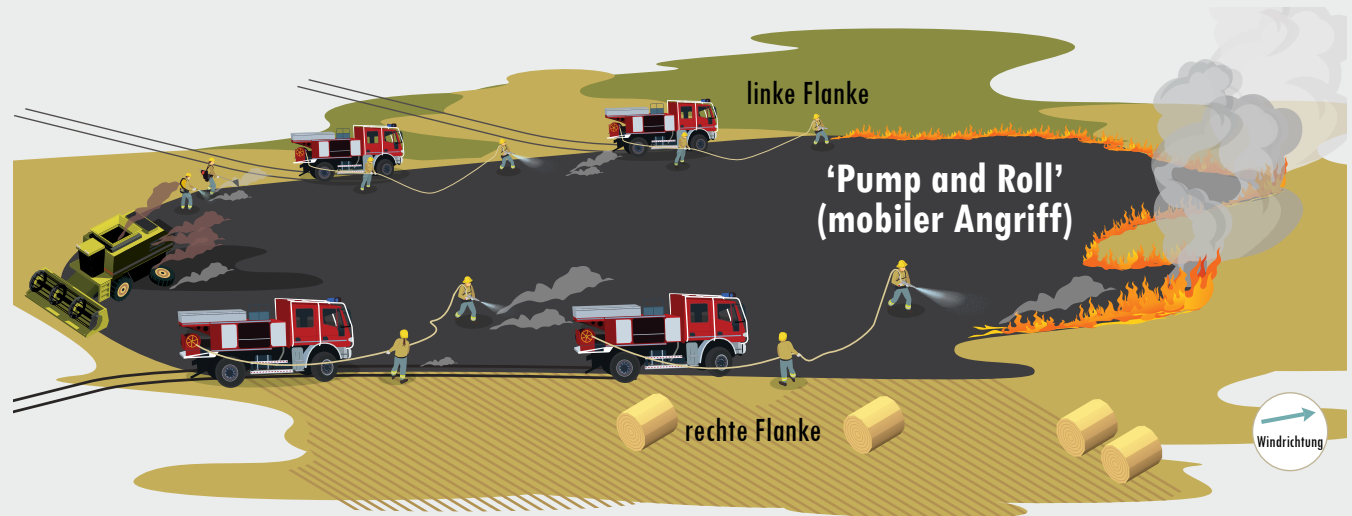 linke Flanke
‘Pump and Roll’
(mobiler Angriff)
rechte Flanke
Windrichtung